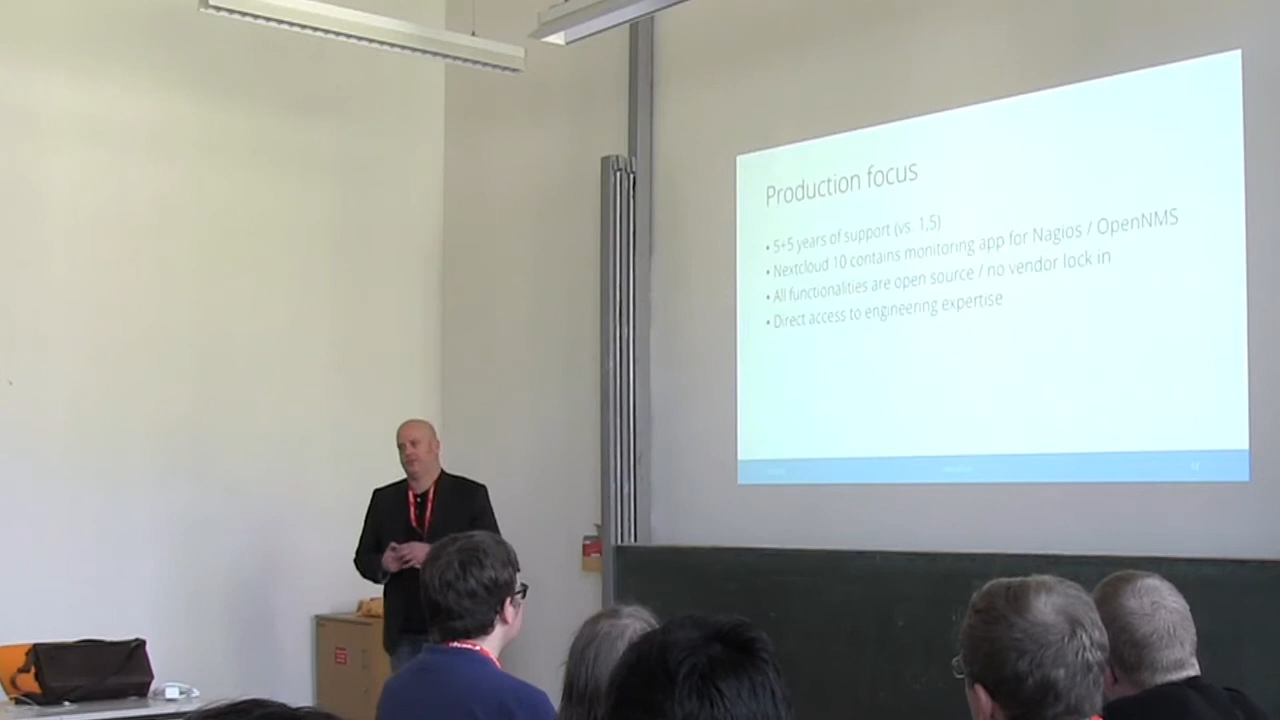 Production focus
• 5+5 years of support (vs. 1,5)
• Nextcloud 10 contains monitoring app for Nagios / OpenNMS
• All functionalities are open source / no vendor lock in
• Direct access to engineering expertise